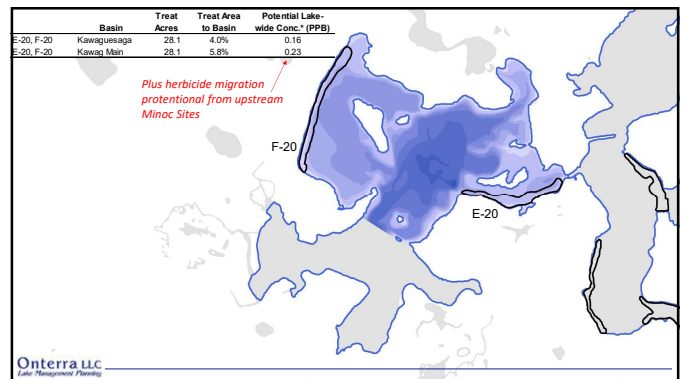 Treat Treat Area Potential Lake-
Basin Acres to Basin wide Conc.* (PPB)
E-20, F-20 Kawaguesaga 28.1 4.0% 0.16
E-20, F-20 Kawag Main 28.1 5.8% 0.23
Plus herbicide migration
protentional from upstream
Minoc Sites
F-20
E-20
Onterra LLC
Lake Management Planning